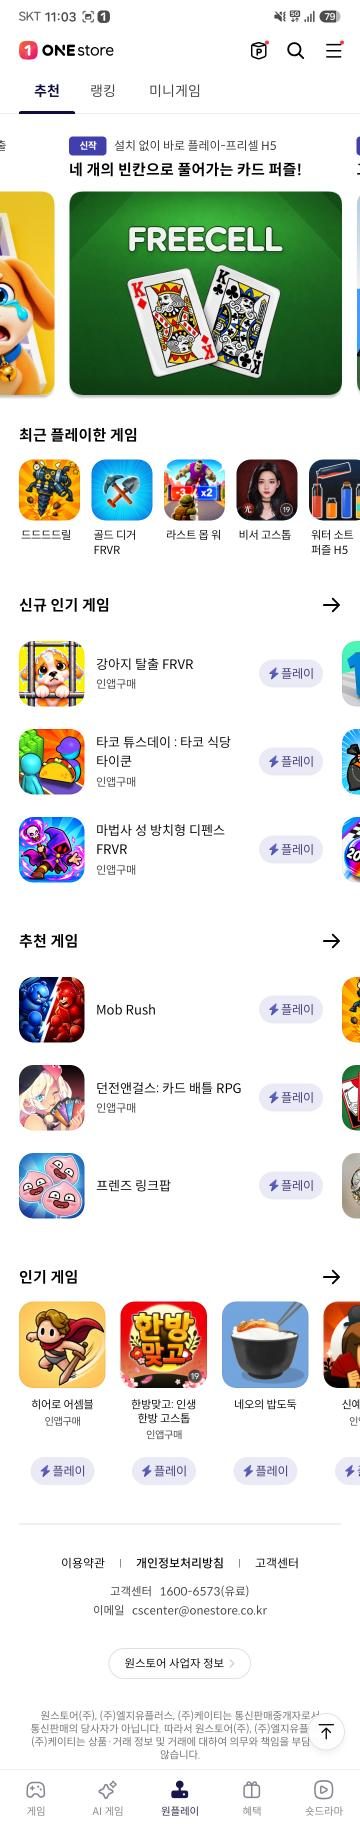 SKT 11:03 1 5G 79
1 ONE store P
추천 랭킹 미니게임
출
신작 설치 없이 바로 플레이-프리셀 H5
네 개의 빈칸으로 풀어가는 카드 퍼즐!
FREECELL
K K
K K
최근 플레이한 게임
x2
光 19
드드드드릴 골드 디거 라스트 몹 워 비서 고스톱 워터 소트
FRVR 퍼즐 H5
신규 인기 게임
강아지 탈출 FRVR
인앱구매
플레이
타코 튜스데이 : 타코 식당
타이쿤
인앱구매
플레이
마법사 성 방치형 디펜스
FRVR
인앱구매
플레이
20
추천 게임
Mob Rush
플레이
던전앤걸스: 카드 배틀 RPG
인앱구매
플레이
프렌즈 링크팝
플레이
인기 게임
한방
맞고
19
히어로 어셈블 한방맞고: 인생 네오의 밥도둑 신예
인앱구매 한방 고스톱 인
인앱구매
플레이 플레이 플레이
이용약관 | 개인정보처리방침 | 고객센터
고객센터 1600-6573(유료)
이메일 cscenter@onestore.co.kr
원스토어 사업자 정보 >
원스토어(주), (주)엘지유플러스, (주)케이티는 통신판매중개자로서
통신판매의 당사자가 아닙니다. 따라서 원스토어(주), (주)엘지유플
(주)케이티는 상품·거래 정보 및 거래에 대하여 의무와 책임을 부담
않습니다.
게임 AI 게임 원플레이 혜택 숏드라마